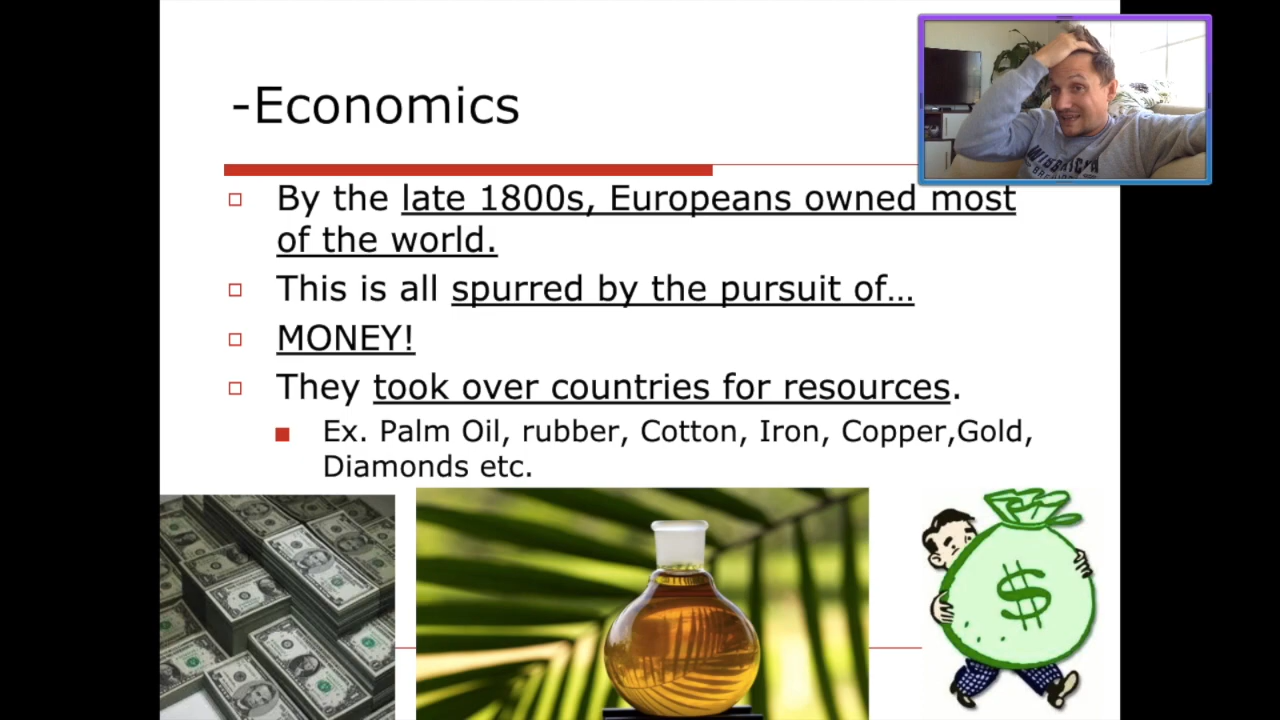 -Economics
By the late 1800s, Europeans owned most
of the world.
This is all spurred by the pursuit of…
MONEY!
They took over countries for resources.
Ex. Palm Oil, rubber, Cotton, Iron, Copper,Gold,
Diamonds etc.
$